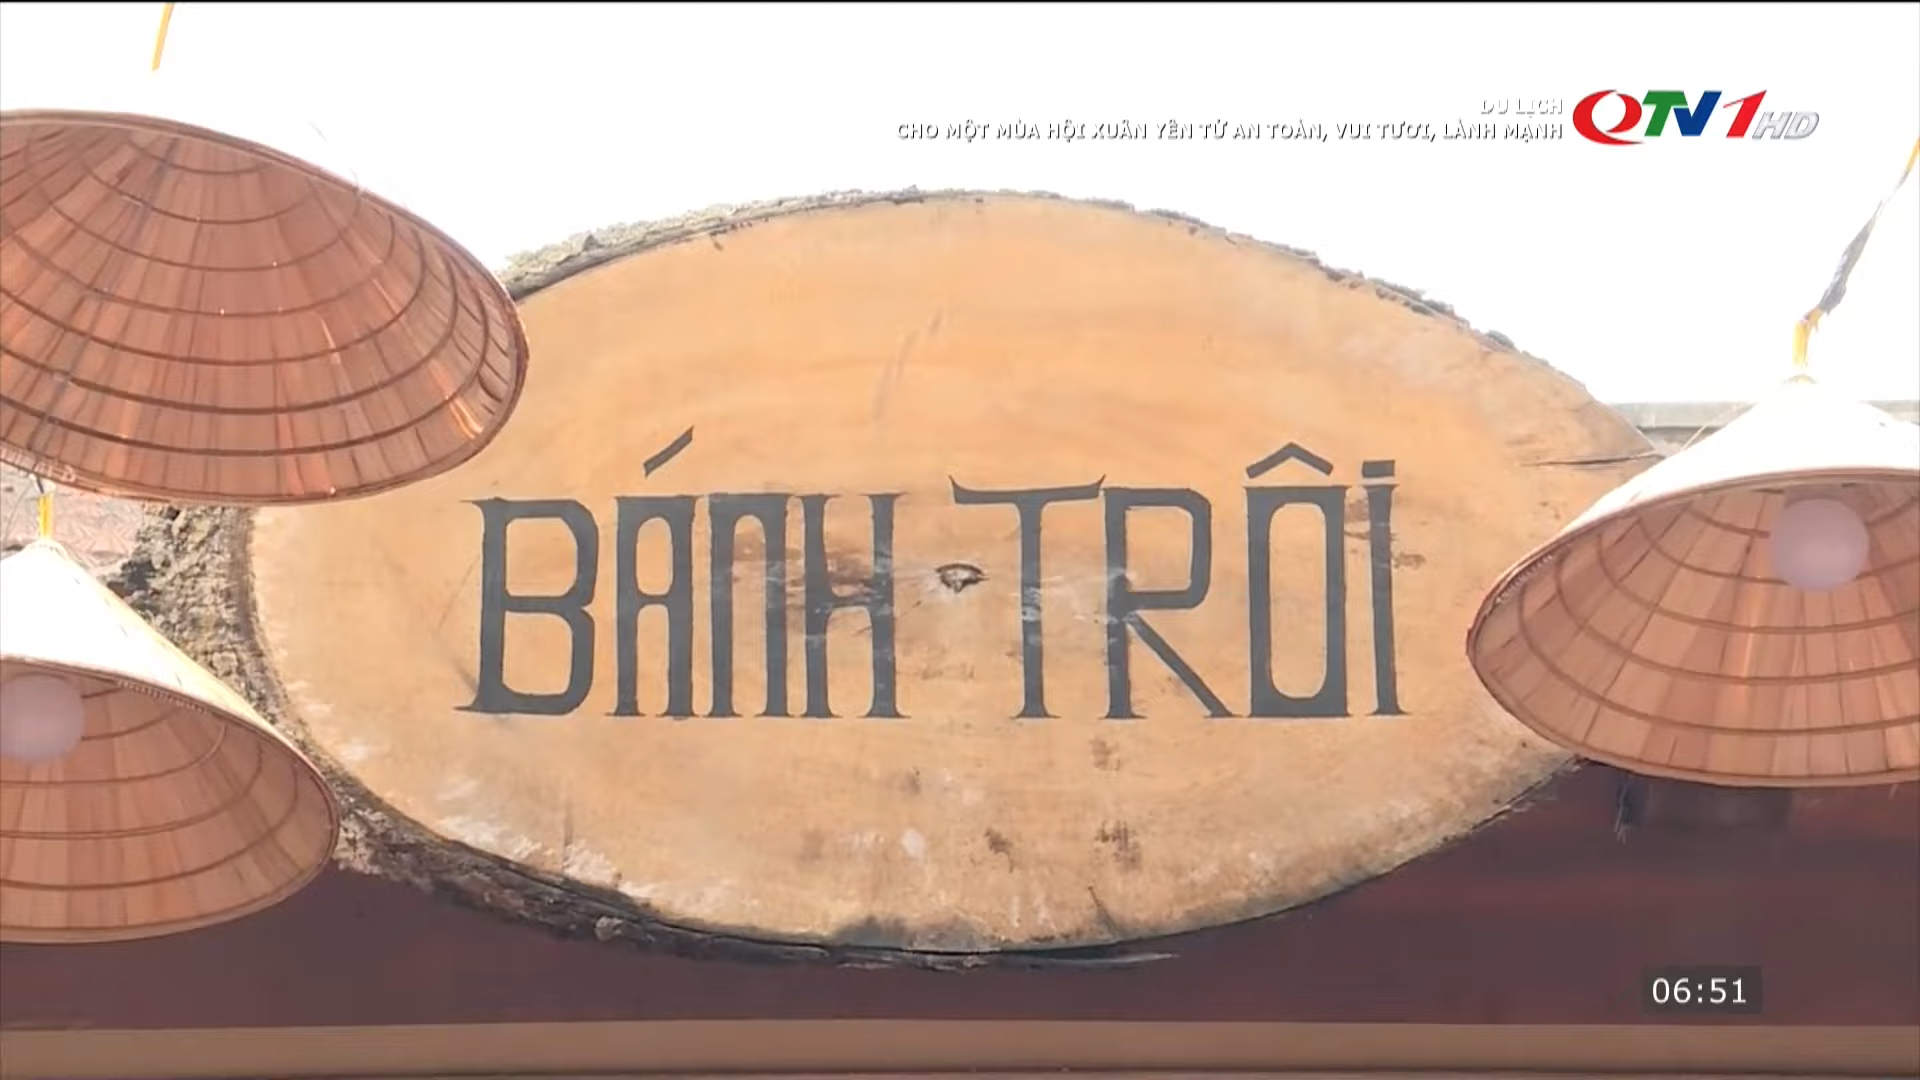 DU LỊCH
CHO MỘT MÙA HỘI XUÂN YÊN TỬ AN TOÀN, VUI TƯƠI, LÀNH MẠNH
QTV1HD
BÁNH TRÔI
06:51